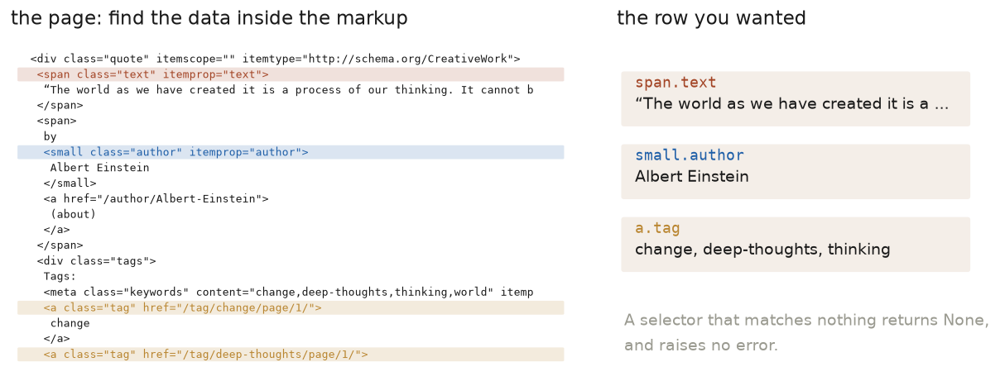 the page: find the data inside the markup
<div class="quote" itemscope="" itemtype="http://schema.org/CreativeWork">
<span class="text" itemprop="text">
“The world as we have created it is a process of our thinking. It cannot b
</span>
<span>
by
<small class="author" itemprop="author">
Albert Einstein
</small>
<a href="/author/Albert-Einstein">
(about)
</a>
</span>
<div class="tags">
Tags:
<meta class="keywords" content="change,deep-thoughts,thinking,world" itemp
<a class="tag" href="/tag/change/page/1/">
change
</a>
<a class="tag" href="/tag/deep-thoughts/page/1/">
the row you wanted
span.text
“The world as we have created it is a ...
small.author
Albert Einstein
a.tag
change, deep-thoughts, thinking
A selector that matches nothing returns None,
and raises no error.